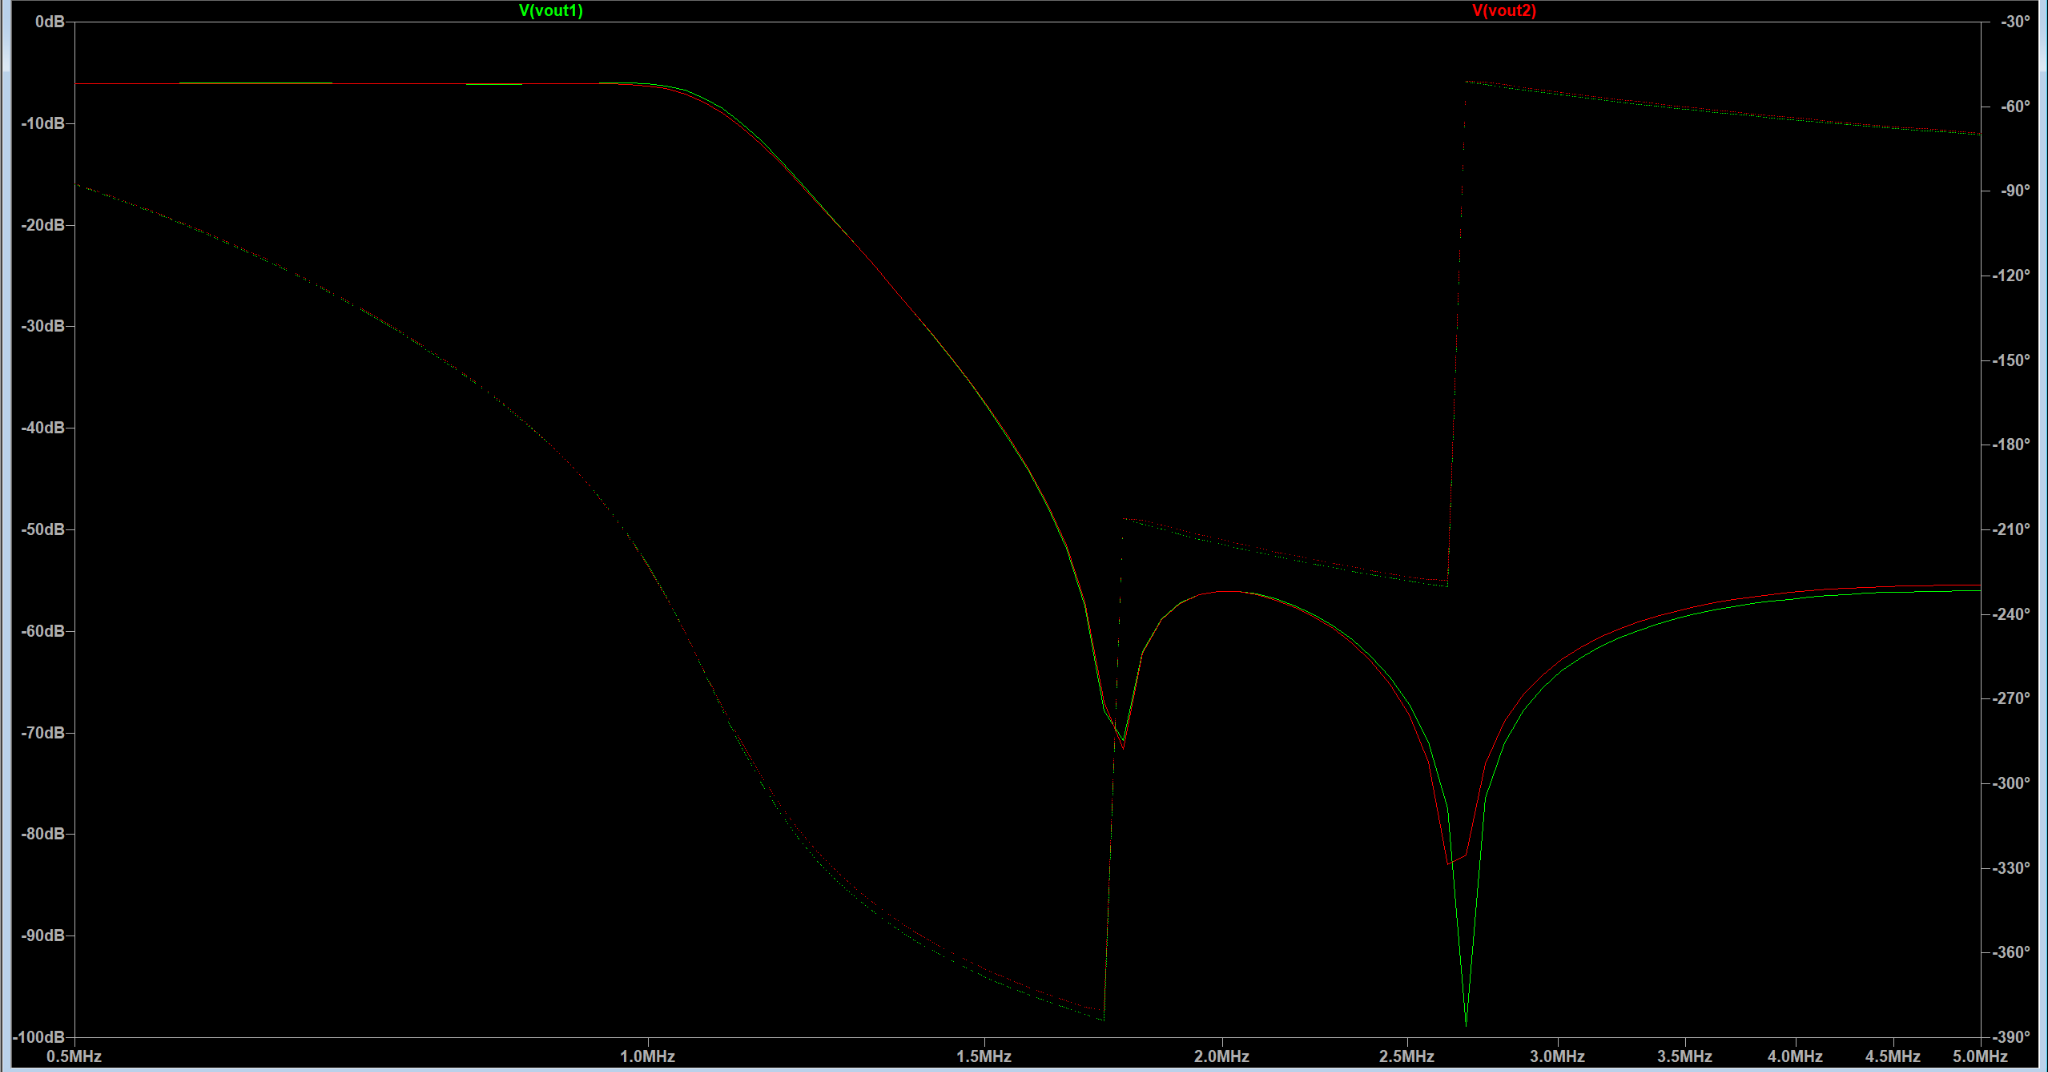 V(vout1) V(vout2)
0dB -30°
-10dB -60°
-20dB -90°
-30dB -120°
-40dB -150°
-50dB -180°
-60dB -210°
-70dB -240°
-80dB -270°
-90dB -300°
-100dB -330°
-360°
-390°
0.5MHz 1.0MHz 1.5MHz 2.0MHz 2.5MHz 3.0MHz 3.5MHz 4.0MHz 4.5MHz 5.0MHz